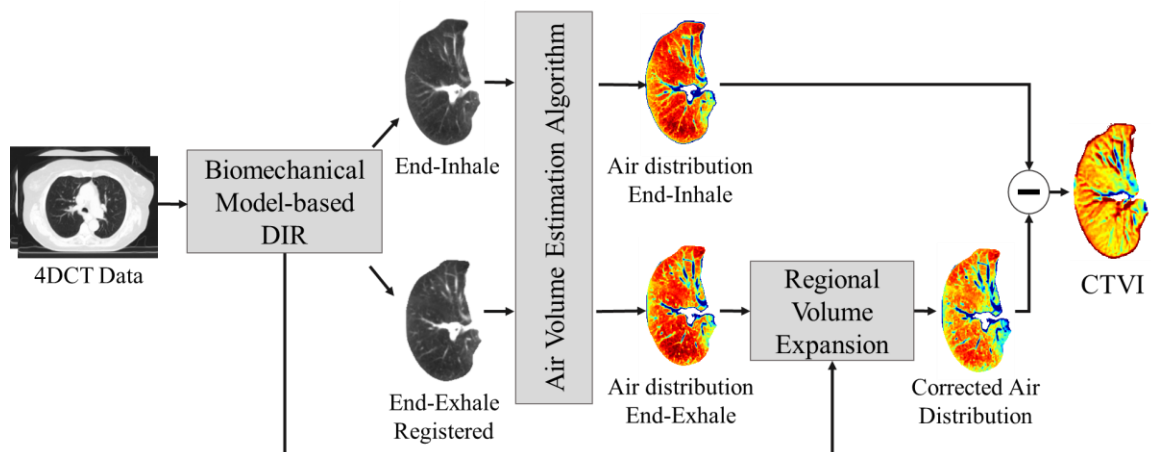 4DCT Data
Biomechanical
Model-based
DIR
End-Inhale
End-Exhale
Registered
Air Volume Estimation Algorithm
Air distribution
End-Inhale
Air distribution
End-Exhale
Regional
Volume
Expansion
Corrected Air
Distribution
CTVI